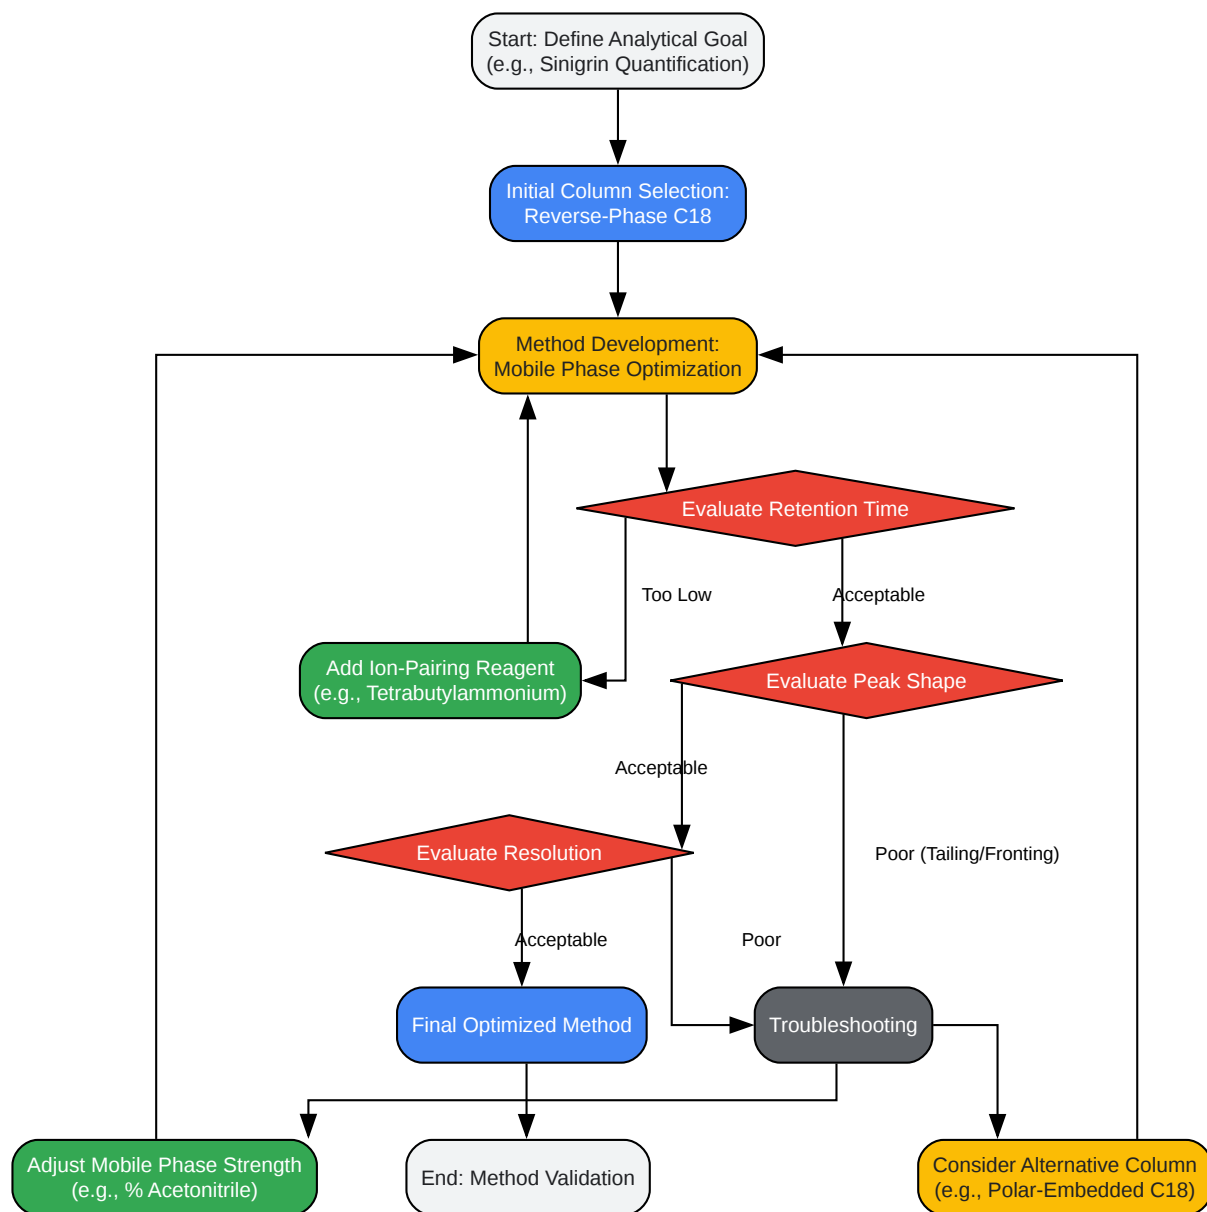 Start: Define Analytical Goal
(e.g., Sinigrin Quantification)
Initial Column Selection:
Reverse-Phase C18
Method Development:
Mobile Phase Optimization
Evaluate Retention Time
Too Low
Acceptable
Add Ion-Pairing Reagent
(e.g., Tetrabutylammonium)
Evaluate Peak Shape
Acceptable
Evaluate Resolution
Poor (Tailing/Fronting)
Acceptable
Poor
Final Optimized Method
Troubleshooting
Adjust Mobile Phase Strength
(e.g., % Acetonitrile)
End: Method Validation
Consider Alternative Column
(e.g., Polar-Embedded C18)